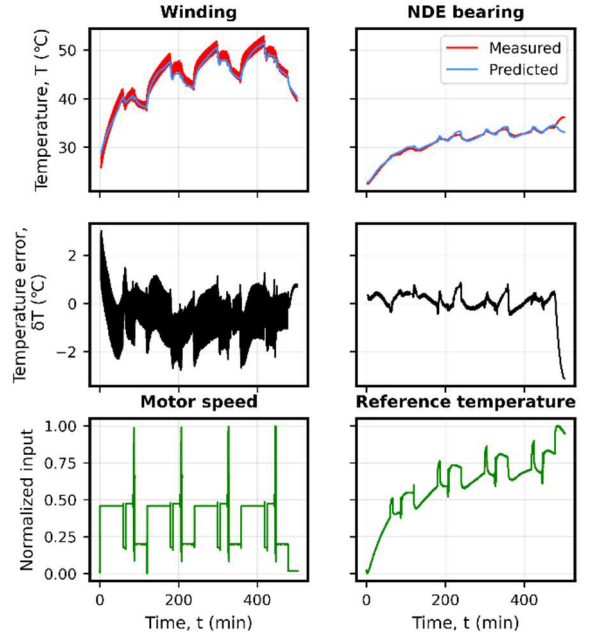 Winding
NDE bearing
Temperature, T (°C)
50
40
30
Measured
Predicted
Temperature error,
δT (°C)
2
0
−2
Motor speed
Reference temperature
Normalized input
1.00
0.75
0.50
0.25
0.00
0
200
400
0
200
400
Time, t (min)
Time, t (min)